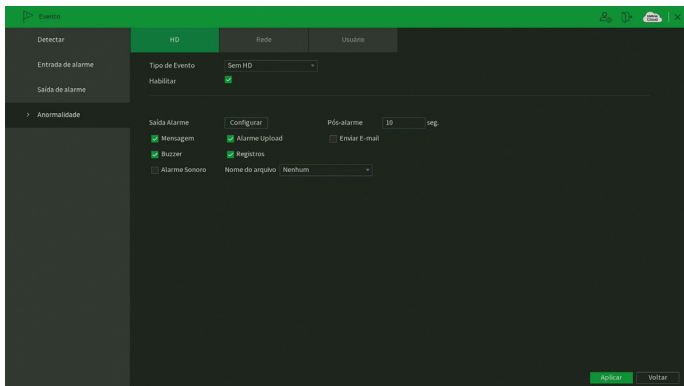 Evento
Detectar
Entrada de alarme
Saída de alarme
Anormalidade
HD
Rede
Usuário
Tipo de Evento
Sem HD
Habilitar
Saída Alarme
Configurar
Pós-alarme
10
seg.
Mensagem
Alarme Upload
Enviar E-mail
Buzzer
Registros
Alarme Sonoro
Nome do arquivo
Nenhum
Aplicar
Voltar